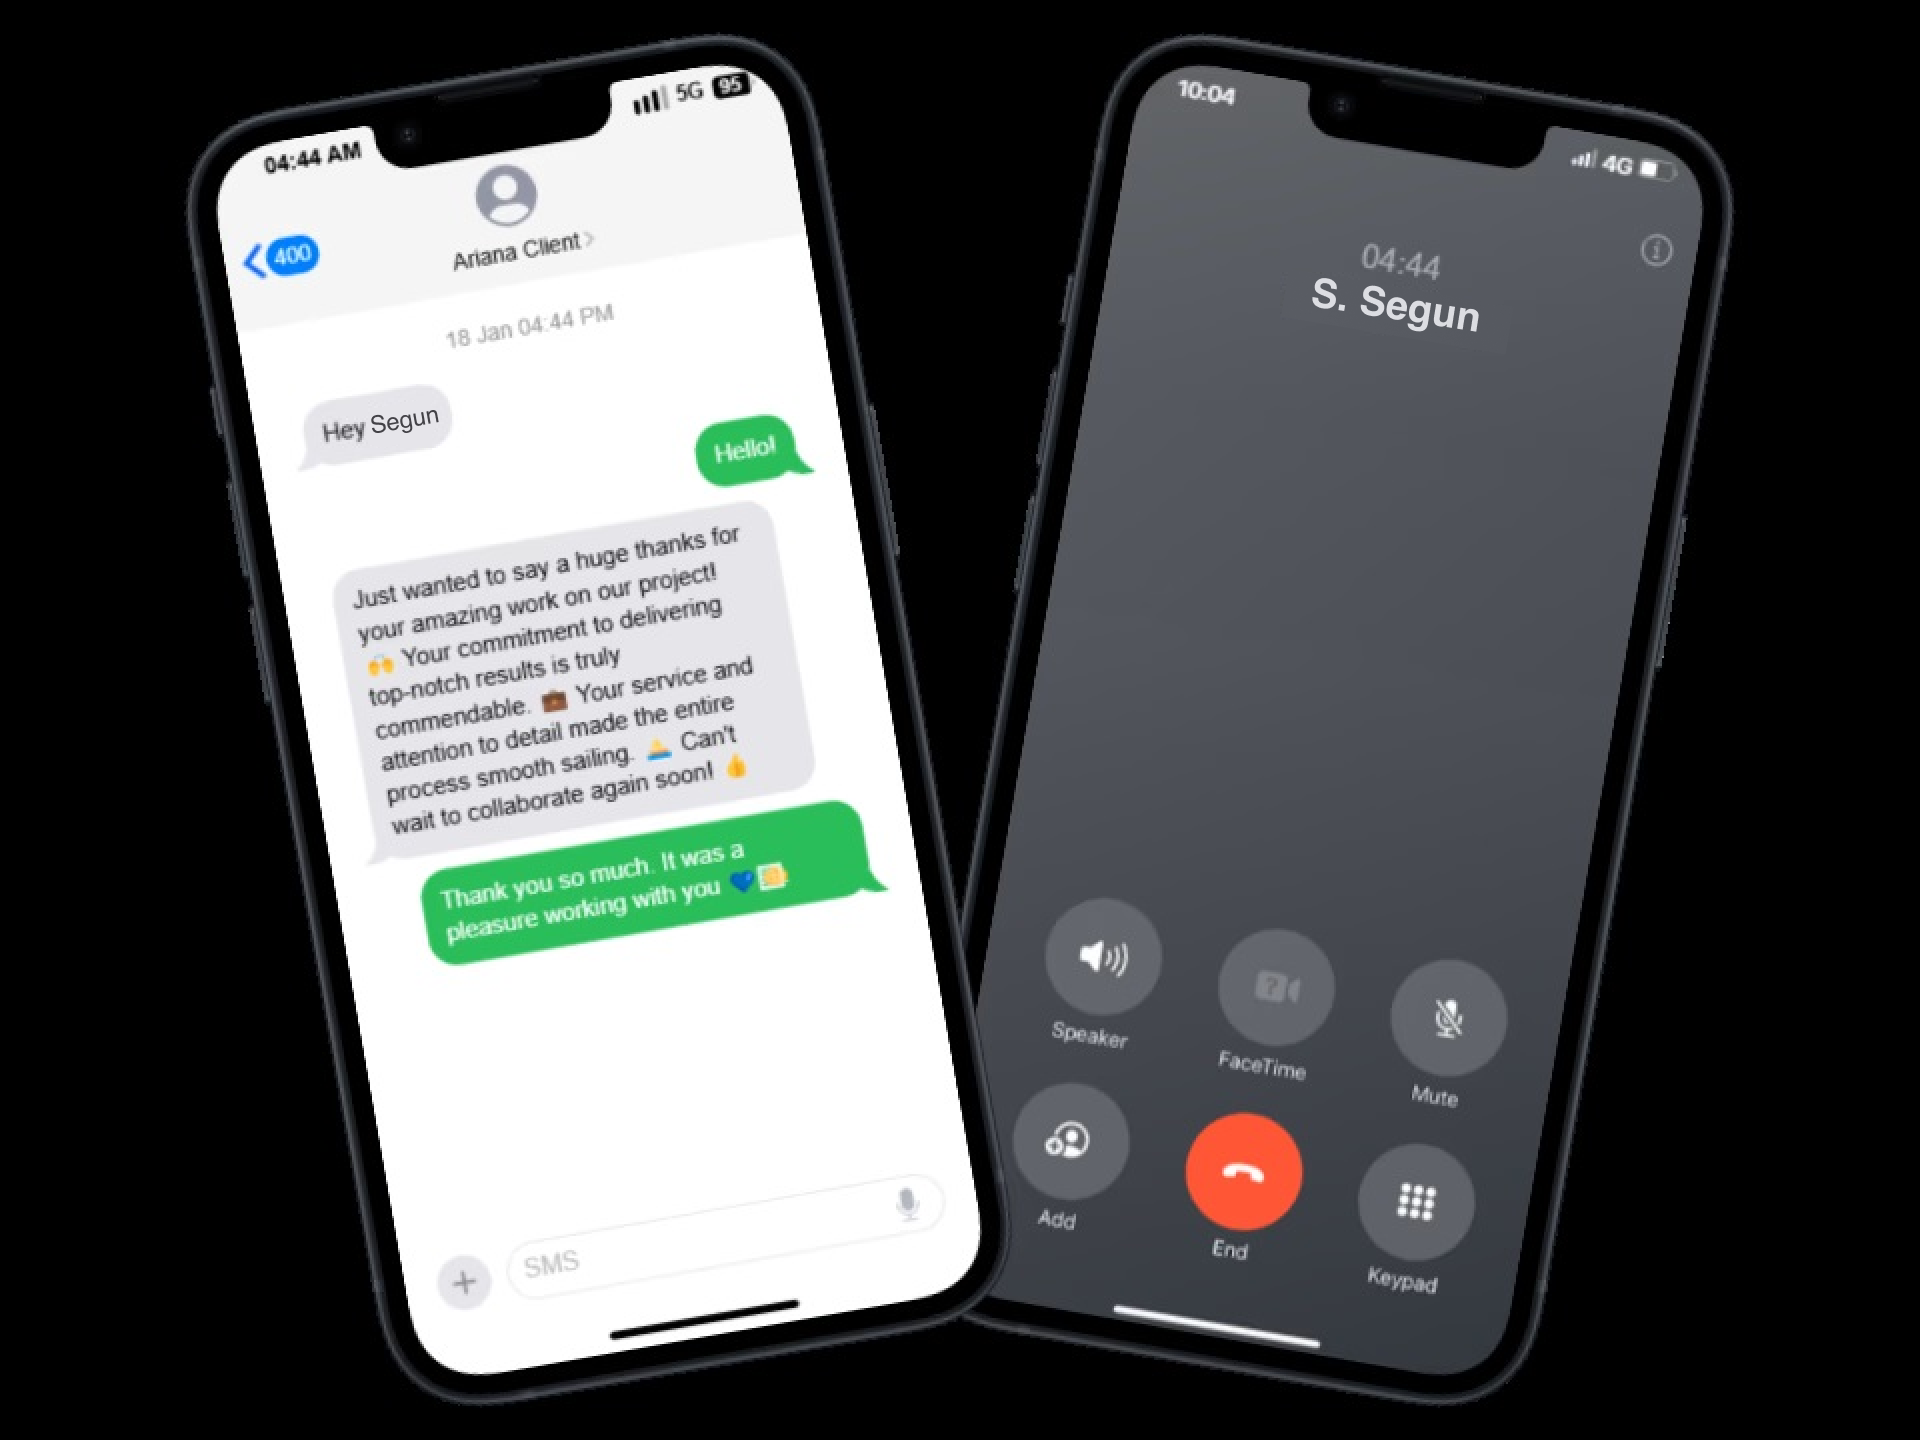 04:44 AM
5G 95
400
Ariana Client
18 Jan 04:44 PM
Hey Segun
Hello!
Just wanted to say a huge thanks for
your amazing work on our project!
🙌 Your commitment to delivering
top-notch results is truly
commendable. 💼 Your service and
attention to detail made the entire
process smooth sailing. ⛵ Can't
wait to collaborate again soon! 👍
Thank you so much. It was a
pleasure working with you 💙
SMS
10:04
4G
04:44
S. Segun
Speaker
FaceTime
Mute
Add
End
Keypad